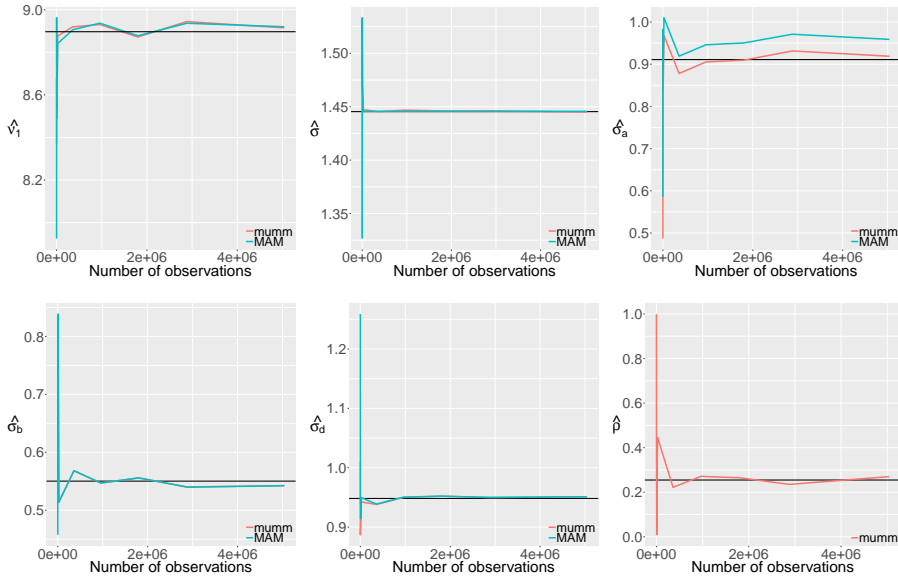 9.0
8.6
8.2
ν̂₁
mumm
MAM
0e+00 2e+06 4e+06
Number of observations
1.50
1.45
1.40
1.35
σ̂
mumm
MAM
0e+00 2e+06 4e+06
Number of observations
1.0
0.9
0.8
0.7
0.6
0.5
σ̂ₐ
mumm
MAM
0e+00 2e+06 4e+06
Number of observations
0.8
0.7
0.6
0.5
σ̂_b
mumm
MAM
0e+00 2e+06 4e+06
Number of observations
1.2
1.1
1.0
0.9
σ̂_d
mumm
MAM
0e+00 2e+06 4e+06
Number of observations
1.0
0.8
0.6
0.4
0.2
0.0
ρ̂
mumm
0e+00 2e+06 4e+06
Number of observations